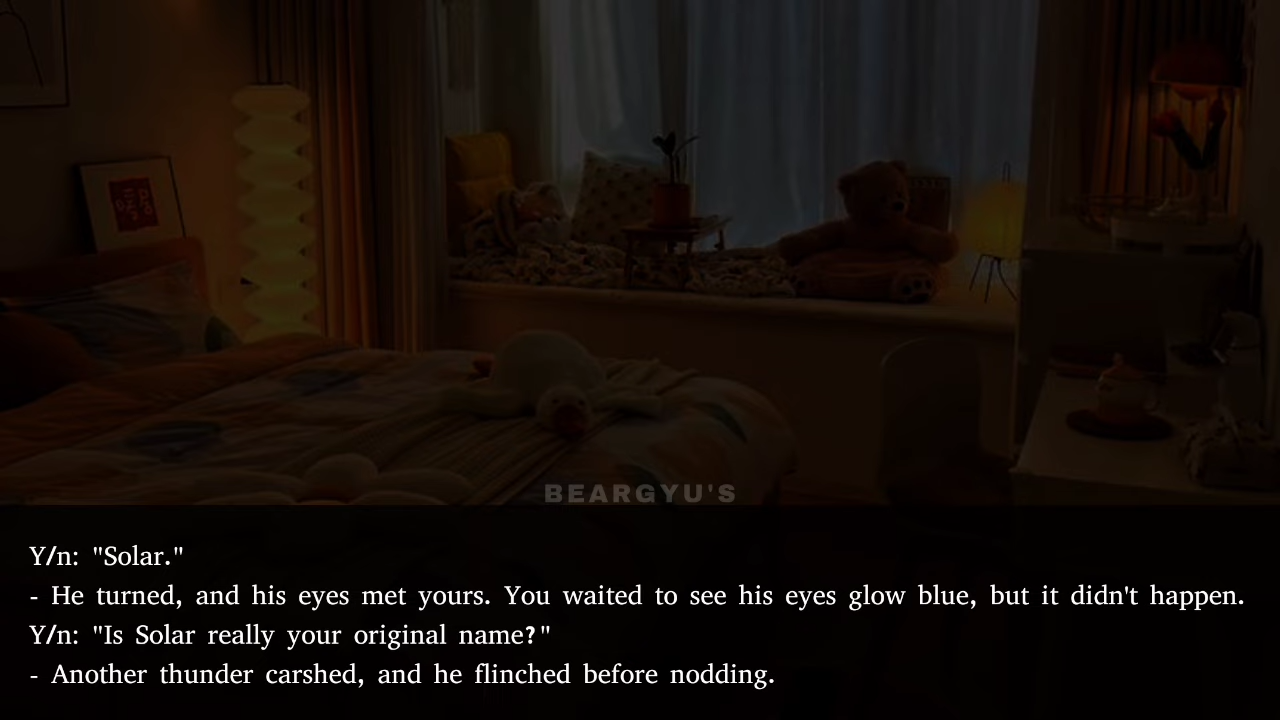 BEARGYU'S
Y/n: "Solar."
- He turned, and his eyes met yours. You waited to see his eyes glow blue, but it didn't happen.
Y/n: "Is Solar really your original name?"
- Another thunder carshed, and he flinched before nodding.